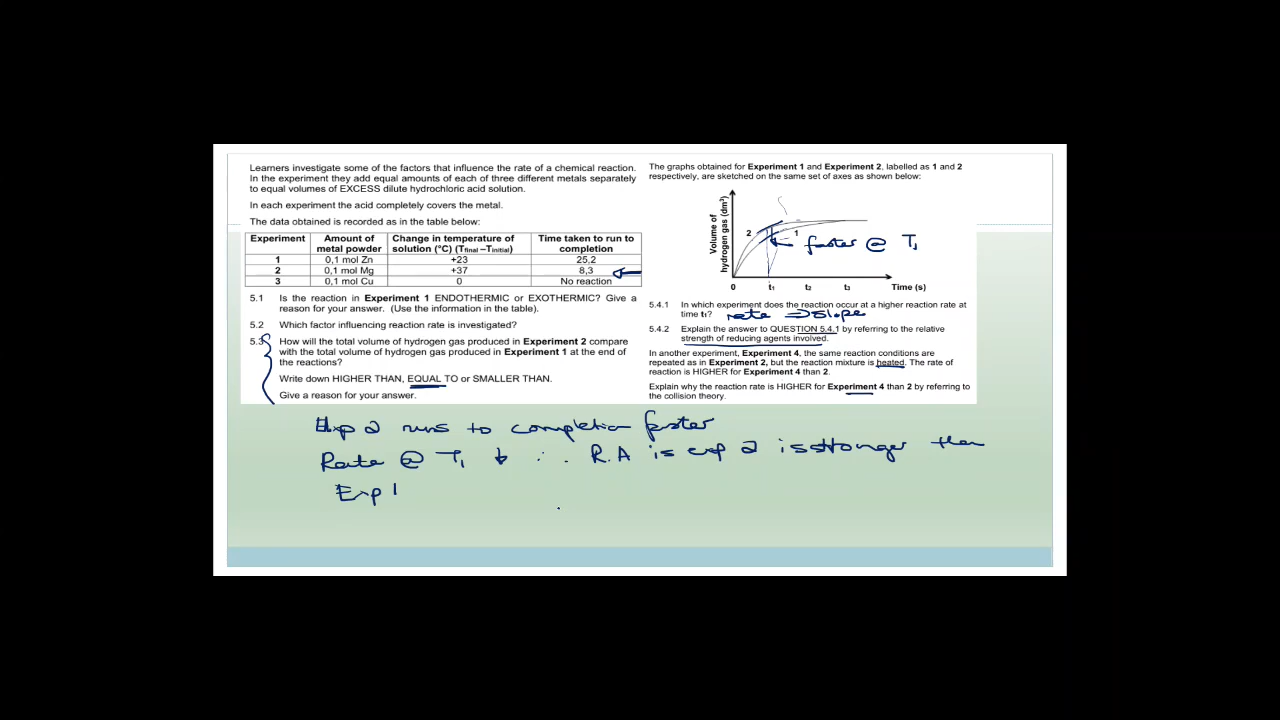 Learners investigate some of the factors that influence the rate of a chemical reaction.
In the experiment they add equal amounts of each of three different metals separately
to equal volumes of EXCESS dilute hydrochloric acid solution.
In each experiment the acid completely covers the metal.
The data obtained is recorded as in the table below:
Experiment | Amount of metal powder | Change in temperature of solution (°C) (Tfinal –Tinitial) | Time taken to run to completion
1 | 0,1 mol Zn | +23 | 25,2
2 | 0,1 mol Mg | +37 | 8,3
3 | 0,1 mol Cu | 0 | No reaction
5.1 Is the reaction in Experiment 1 ENDOTHERMIC or EXOTHERMIC? Give a
reason for your answer. (Use the information in the table).
5.2 Which factor influencing reaction rate is investigated?
5.3 How will the total volume of hydrogen gas produced in Experiment 2 compare
with the total volume of hydrogen gas produced in Experiment 1 at the end of
the reactions?
Write down HIGHER THAN, EQUAL TO or SMALLER THAN.
Give a reason for your answer.
The graphs obtained for Experiment 1 and Experiment 2, labelled as 1 and 2
respectively, are sketched on the same set of axes as shown below:
Volume of
hydrogen gas (dm³)
2
1
faster @ T1
0 t1 t2 t3 Time (s)
5.4.1 In which experiment does the reaction occur at a higher reaction rate at
time t1?
rate ⇒ slope
5.4.2 Explain the answer to QUESTION 5.4.1 by referring to the relative
strength of reducing agents involved.
In another experiment, Experiment 4, the same reaction conditions are
repeated as in Experiment 2, but the reaction mixture is heated. The rate of
reaction is HIGHER for Experiment 4 than 2.
Explain why the reaction rate is HIGHER for Experiment 4 than 2 by referring to
the collision theory.
Exp 2 runs to completion faster
Rate @ T1 ↓ ∴ R.A is exp 2 is stronger then
Exp 1